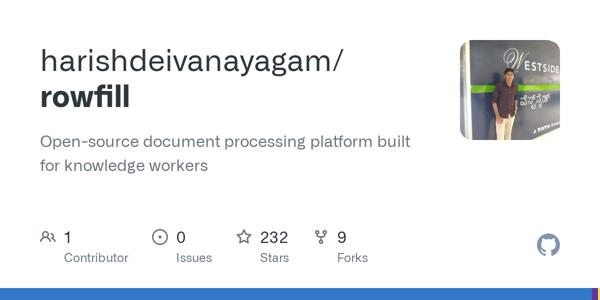 harishdeivanayagam/
rowfill
Open-source document processing platform built
for knowledge workers
WESTSIDE
ವೆಸ್ಟ್‌ಸೈಡ್
A TATA
1
Contributor
0
Issues
232
Stars
9
Forks